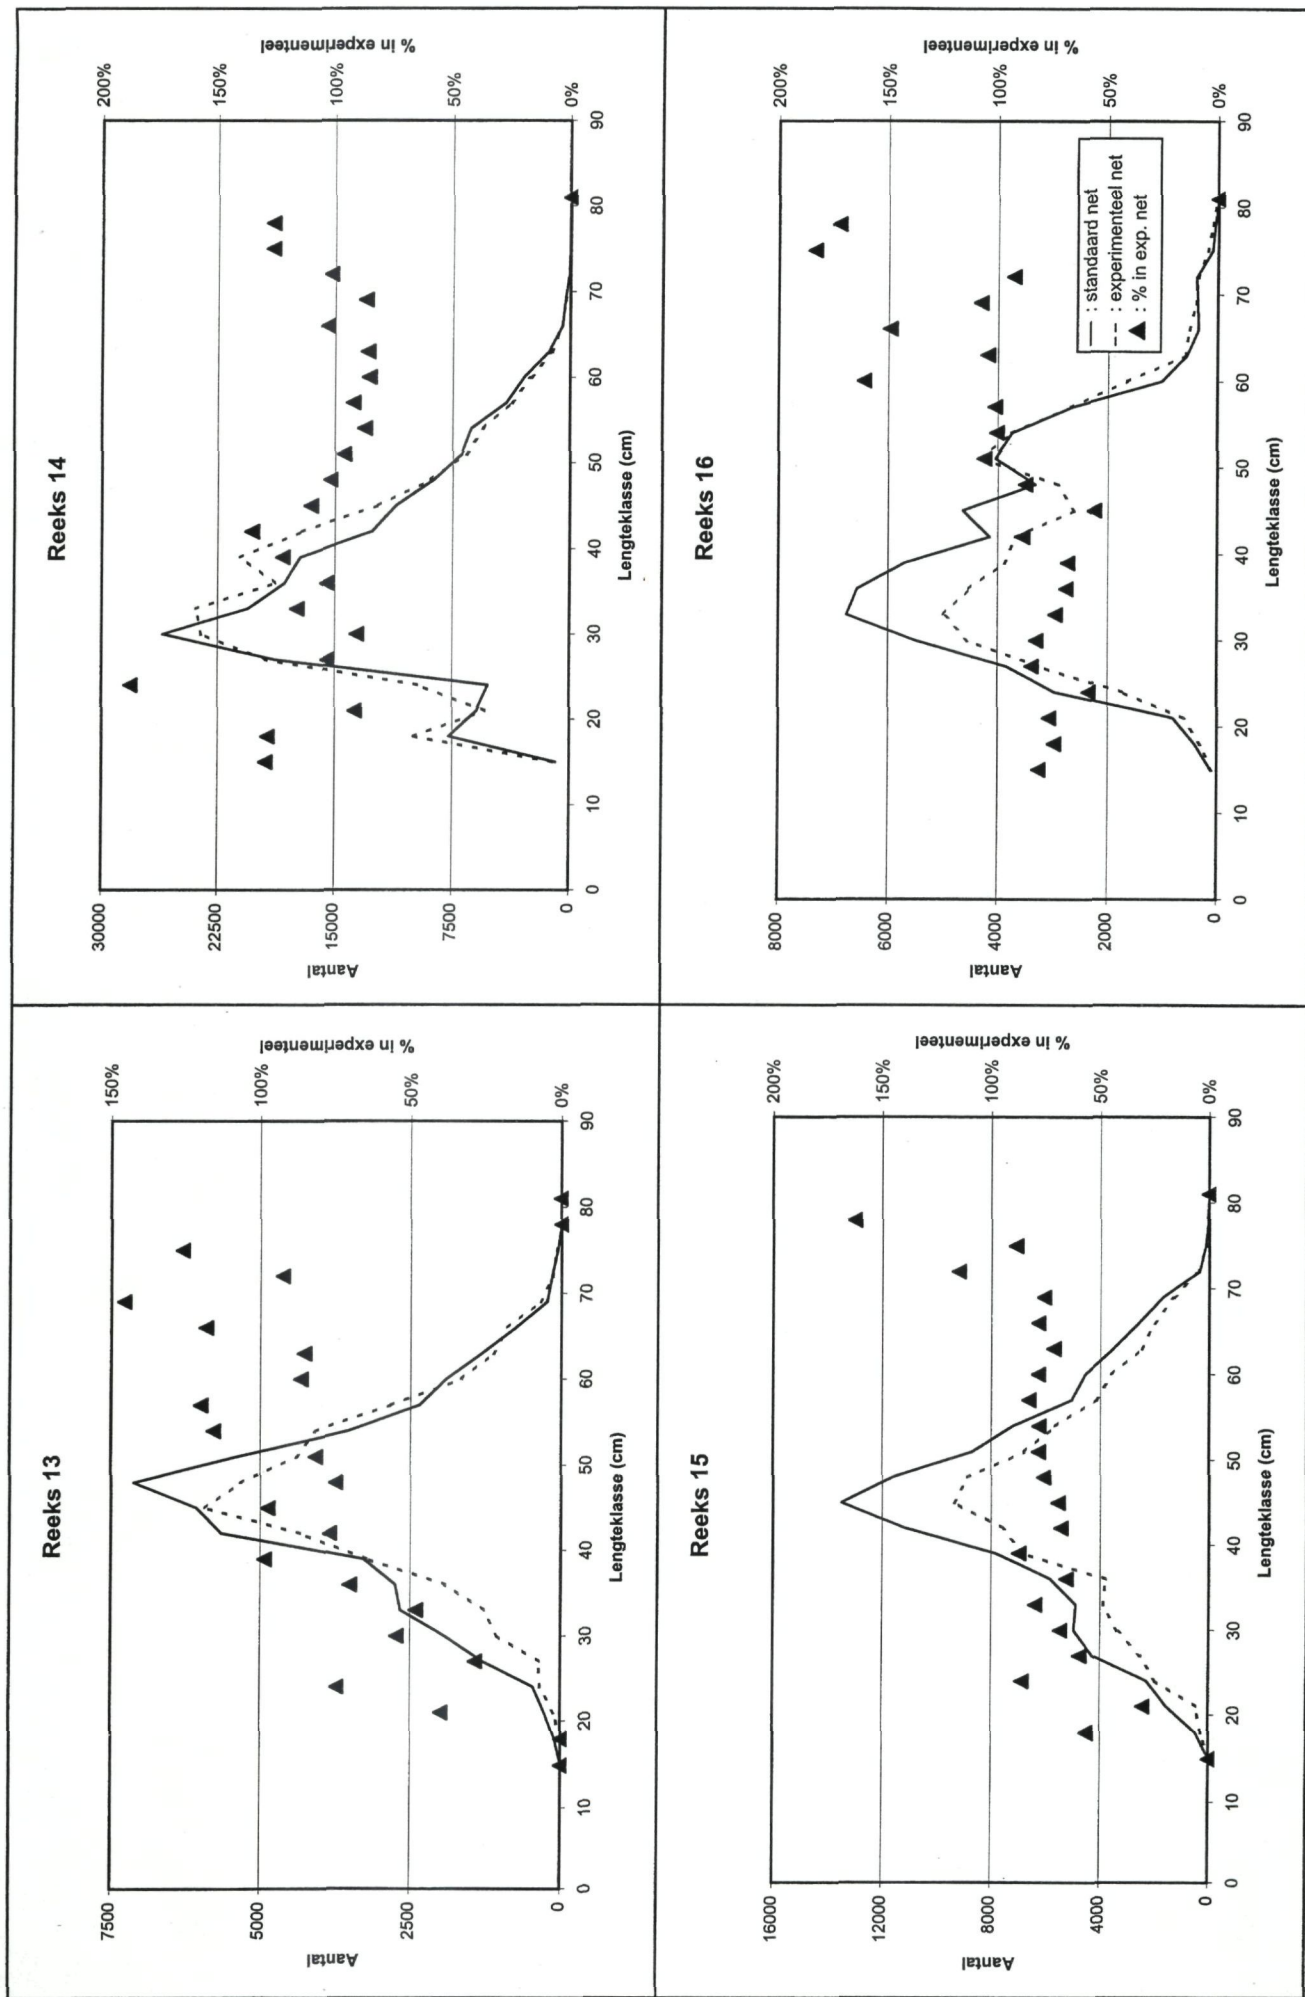 Reeks 13
Aantal
7500
5000
2500
0
150%
100%
50%
0%
% in experimenteel
0 10 20 30 40 50 60 70 80 90
Lengteklasse (cm)
Reeks 14
Aantal
30000
22500
15000
7500
0
200%
150%
100%
50%
0%
% in experimenteel
0 10 20 30 40 50 60 70 80 90
Lengteklasse (cm)
Reeks 15
Aantal
16000
12000
8000
4000
0
200%
150%
100%
50%
0%
% in experimenteel
0 10 20 30 40 50 60 70 80 90
Lengteklasse (cm)
Reeks 16
Aantal
8000
6000
4000
2000
0
200%
150%
100%
50%
0%
% in experimenteel
0 10 20 30 40 50 60 70 80 90
Lengteklasse (cm)
: standaard net
: experimenteel net
: % in exp. net